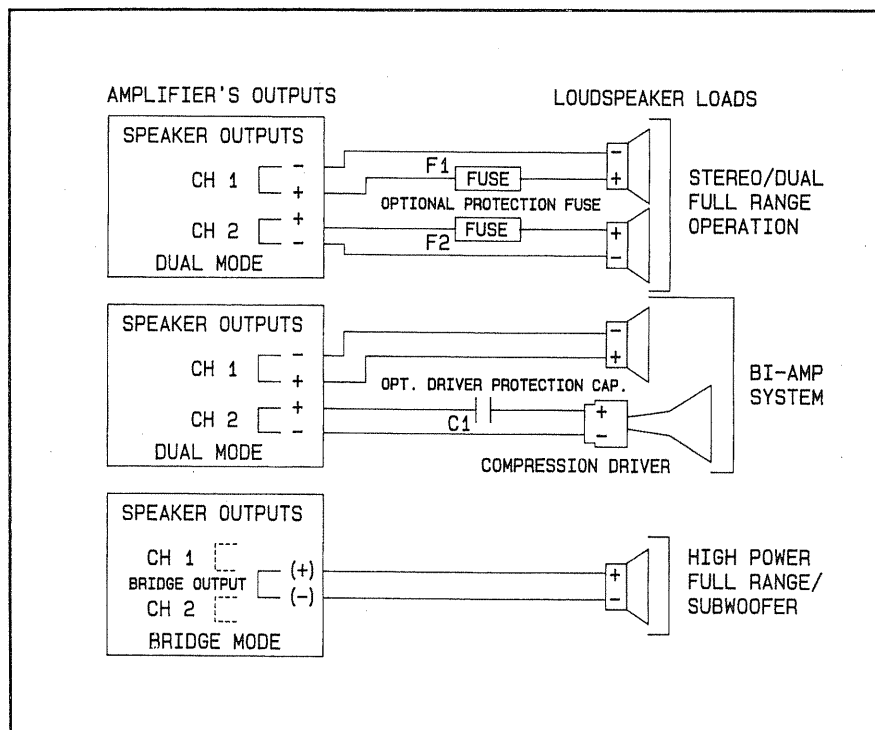 AMPLIFIER'S OUTPUTS
LOUDSPEAKER LOADS
SPEAKER OUTPUTS
CH 1
-
+
CH 2
+
-
DUAL MODE
F1
FUSE
OPTIONAL PROTECTION FUSE
FUSE
F2
-
+
+
-
STEREO/DUAL
FULL RANGE
OPERATION
SPEAKER OUTPUTS
CH 1
-
+
CH 2
+
-
DUAL MODE
OPT. DRIVER PROTECTION CAP.
C1
-
+
+
-
COMPRESSION DRIVER
BI-AMP
SYSTEM
SPEAKER OUTPUTS
CH 1
BRIDGE OUTPUT
CH 2
(+)
(-)
BRIDGE MODE
+
-
HIGH POWER
FULL RANGE/
SUBWOOFER